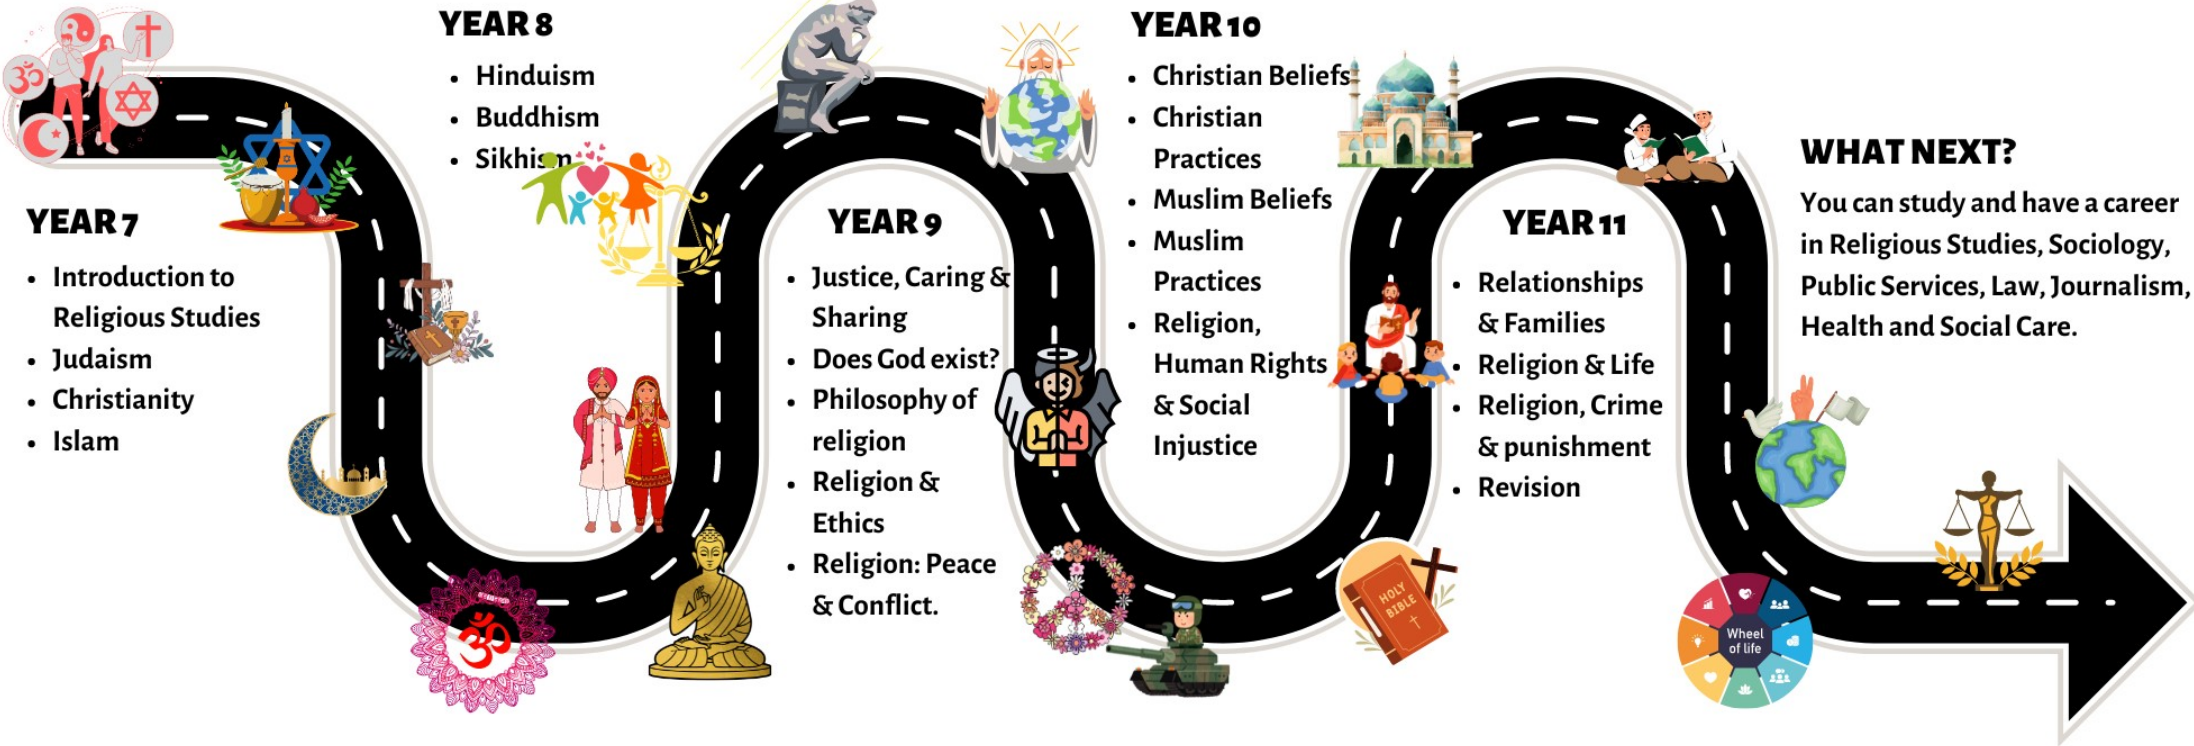 YEAR 7
• Introduction to
Religious Studies
• Judaism
• Christianity
• Islam
YEAR 8
• Hinduism
• Buddhism
• Sikhism
YEAR 9
• Justice, Caring &
Sharing
• Does God exist?
• Philosophy of
religion
• Religion &
Ethics
• Religion: Peace
& Conflict.
YEAR 10
• Christian Beliefs
• Christian
Practices
• Muslim Beliefs
• Muslim
Practices
• Religion,
Human Rights
& Social
Injustice
HOLY
BIBLE
YEAR 11
• Relationships
& Families
• Religion & Life
• Religion, Crime
& punishment
• Revision
Wheel
of life
WHAT NEXT?
You can study and have a career
in Religious Studies, Sociology,
Public Services, Law, Journalism,
Health and Social Care.
ॐ
ॐ